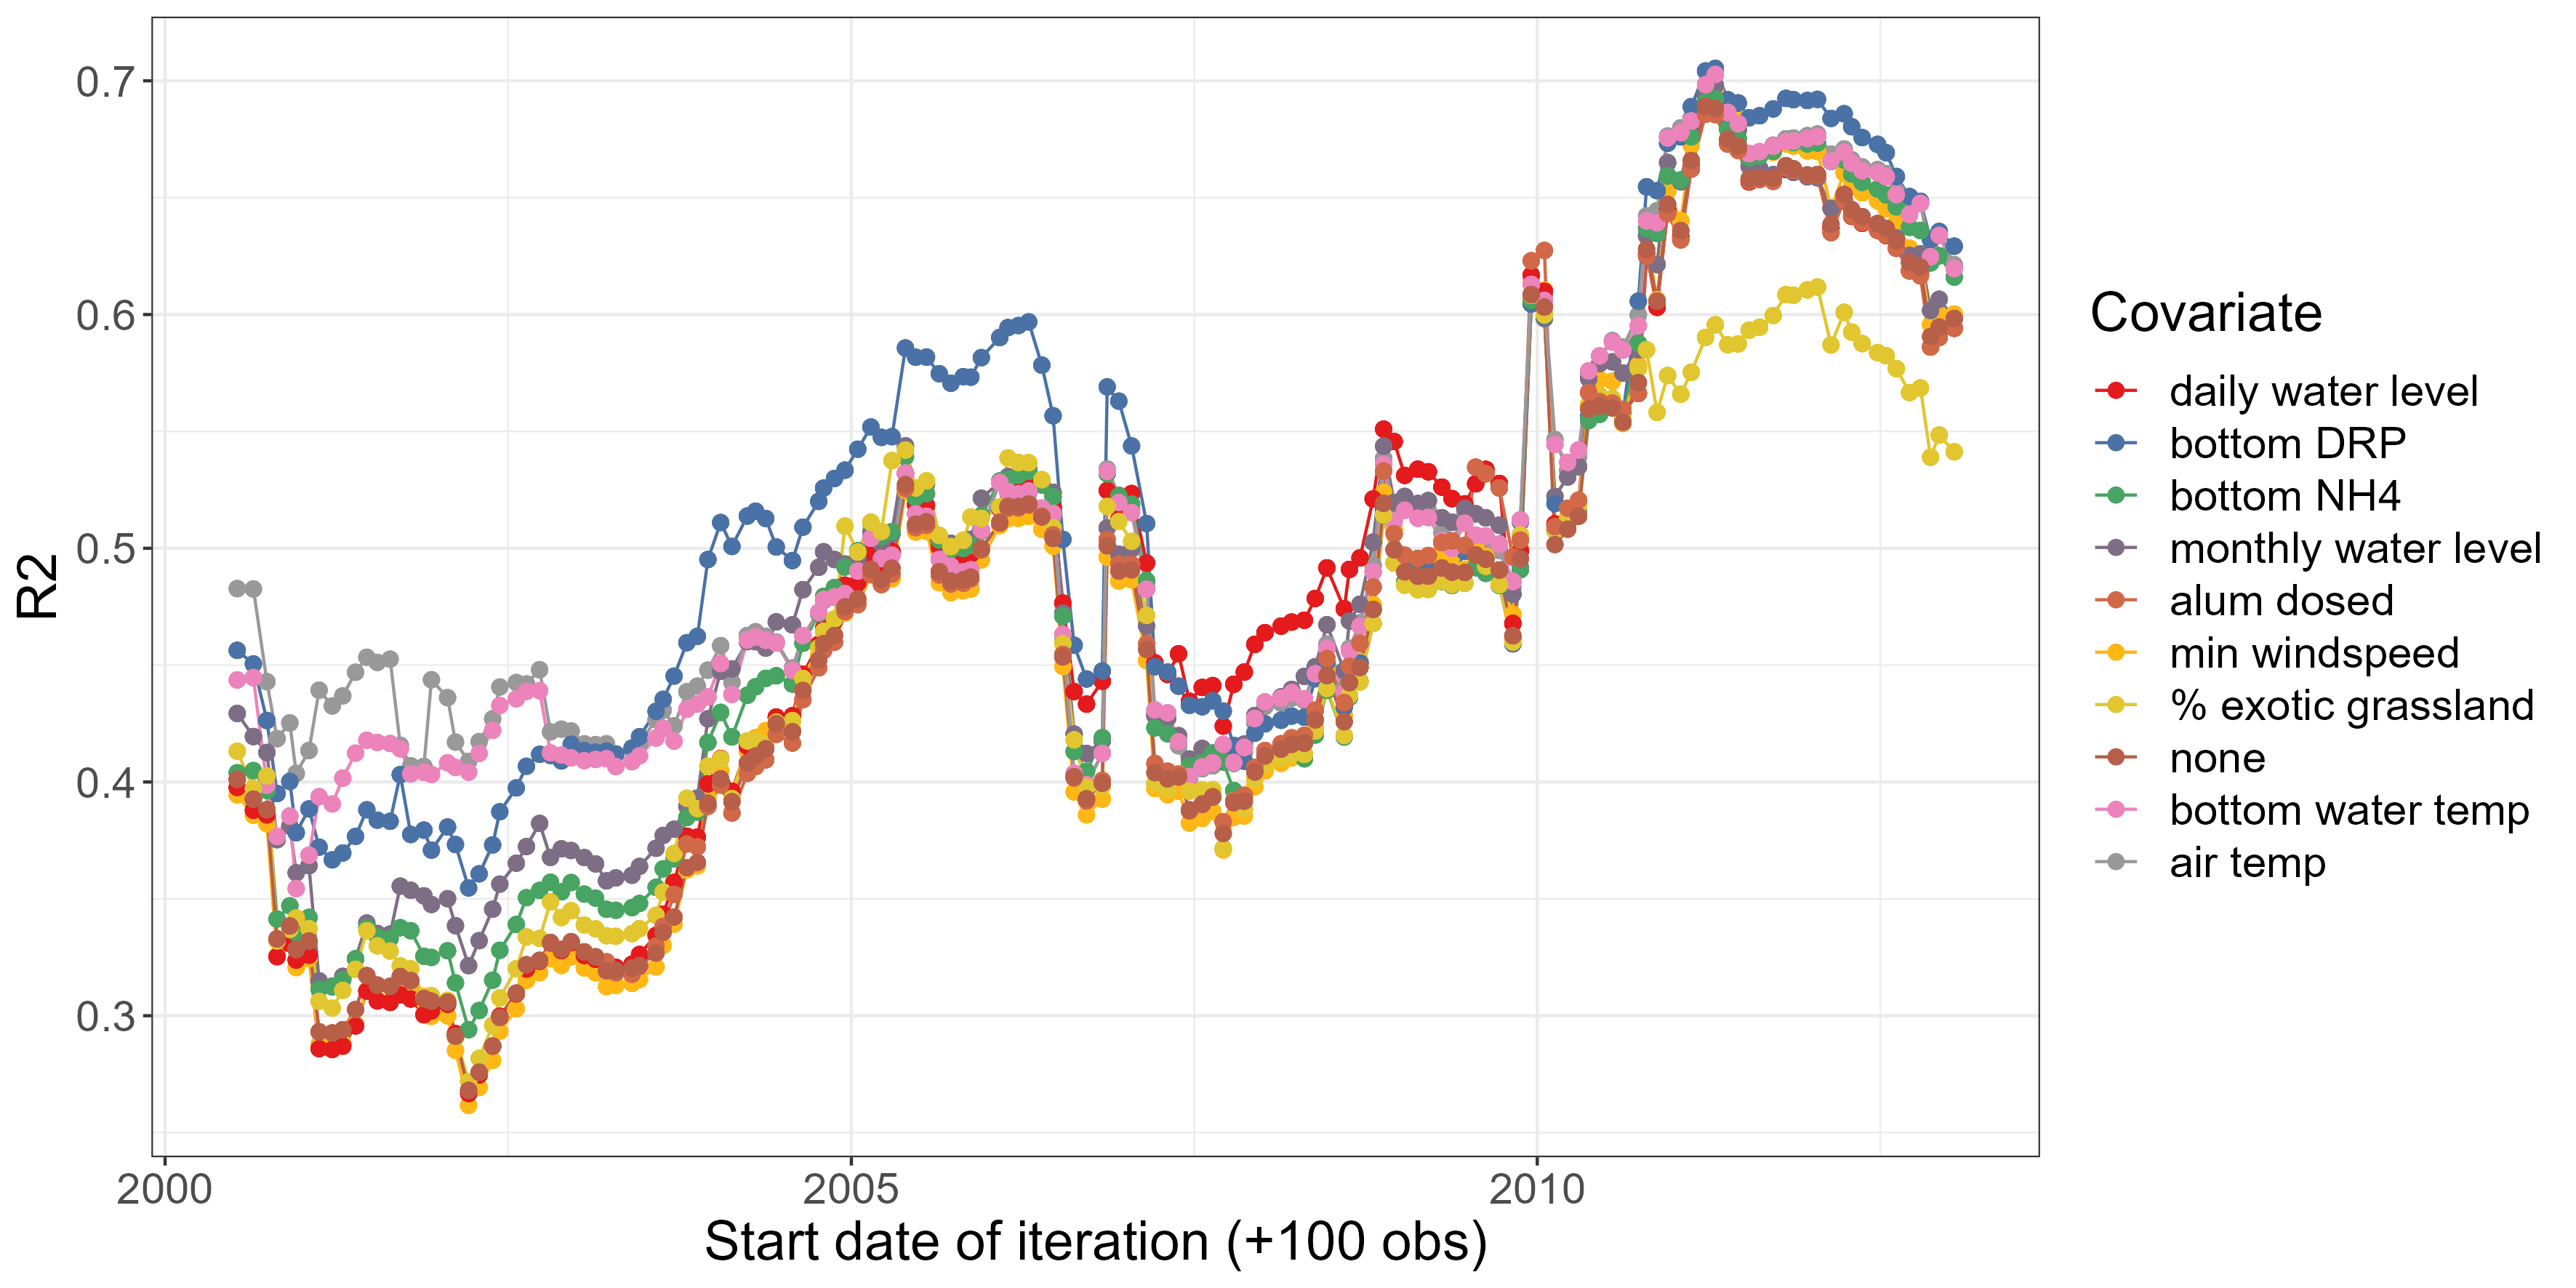 0.7
0.6
0.5
0.4
0.3
R2
2000
2005
2010
Start date of iteration (+100 obs)
Covariate
daily water level
bottom DRP
bottom NH4
monthly water level
alum dosed
min windspeed
% exotic grassland
none
bottom water temp
air temp